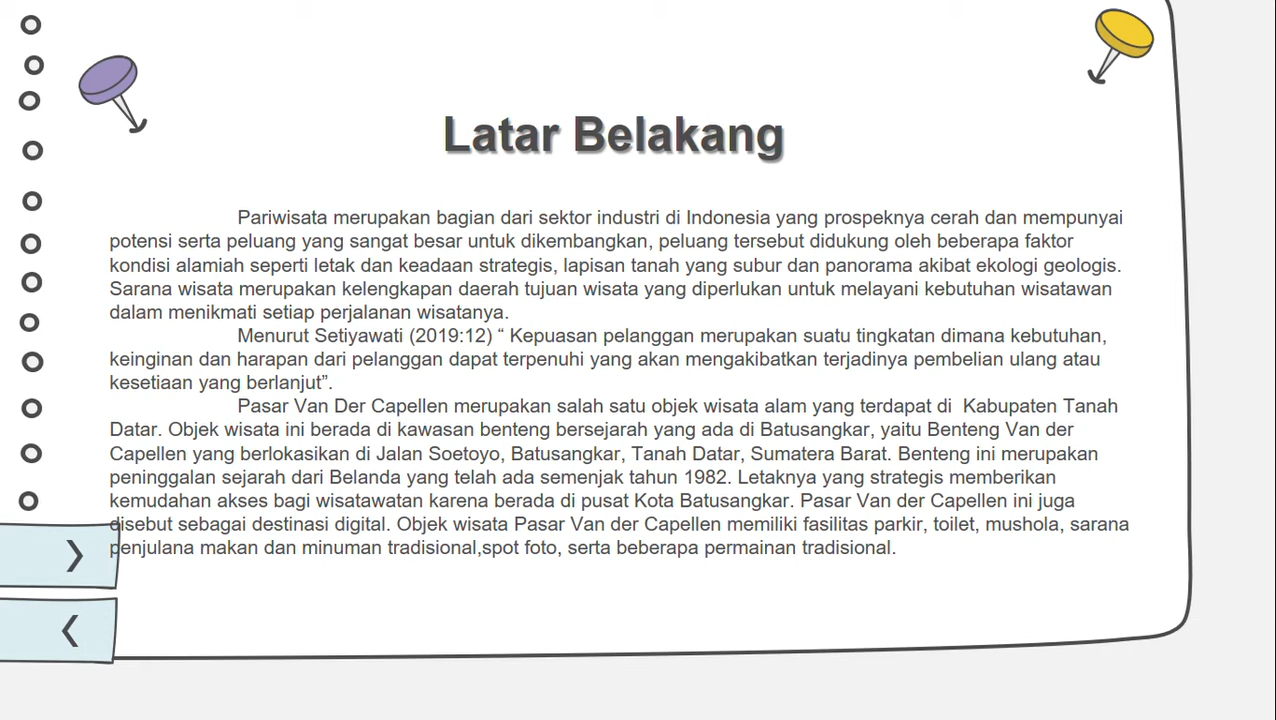 Latar Belakang
Pariwisata merupakan bagian dari sektor industri di Indonesia yang prospeknya cerah dan mempunyai
potensi serta peluang yang sangat besar untuk dikembangkan, peluang tersebut didukung oleh beberapa faktor
kondisi alamiah seperti letak dan keadaan strategis, lapisan tanah yang subur dan panorama akibat ekologi geologis.
Sarana wisata merupakan kelengkapan daerah tujuan wisata yang diperlukan untuk melayani kebutuhan wisatawan
dalam menikmati setiap perjalanan wisatanya.
Menurut Setiyawati (2019:12) “ Kepuasan pelanggan merupakan suatu tingkatan dimana kebutuhan,
keinginan dan harapan dari pelanggan dapat terpenuhi yang akan mengakibatkan terjadinya pembelian ulang atau
kesetiaan yang berlanjut”.
Pasar Van Der Capellen merupakan salah satu objek wisata alam yang terdapat di  Kabupaten Tanah
Datar. Objek wisata ini berada di kawasan benteng bersejarah yang ada di Batusangkar, yaitu Benteng Van der
Capellen yang berlokasikan di Jalan Soetoyo, Batusangkar, Tanah Datar, Sumatera Barat. Benteng ini merupakan
peninggalan sejarah dari Belanda yang telah ada semenjak tahun 1982. Letaknya yang strategis memberikan
kemudahan akses bagi wisatawatan karena berada di pusat Kota Batusangkar. Pasar Van der Capellen ini juga
disebut sebagai destinasi digital. Objek wisata Pasar Van der Capellen memiliki fasilitas parkir, toilet, mushola, sarana
penjulana makan dan minuman tradisional,spot foto, serta beberapa permainan tradisional.